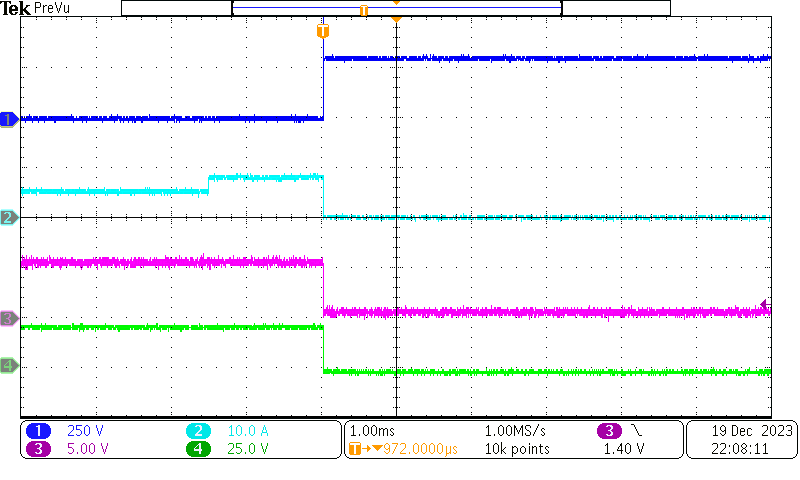 Tek PreVu
T
T
1
2
3
4
1 250 V 2 10.0 A
3 5.00 V 4 25.0 V
1.00ms 1.00MS/s 3
T→▼972.0000µs 10k points 1.40 V
19 Dec 2023
22:08:11